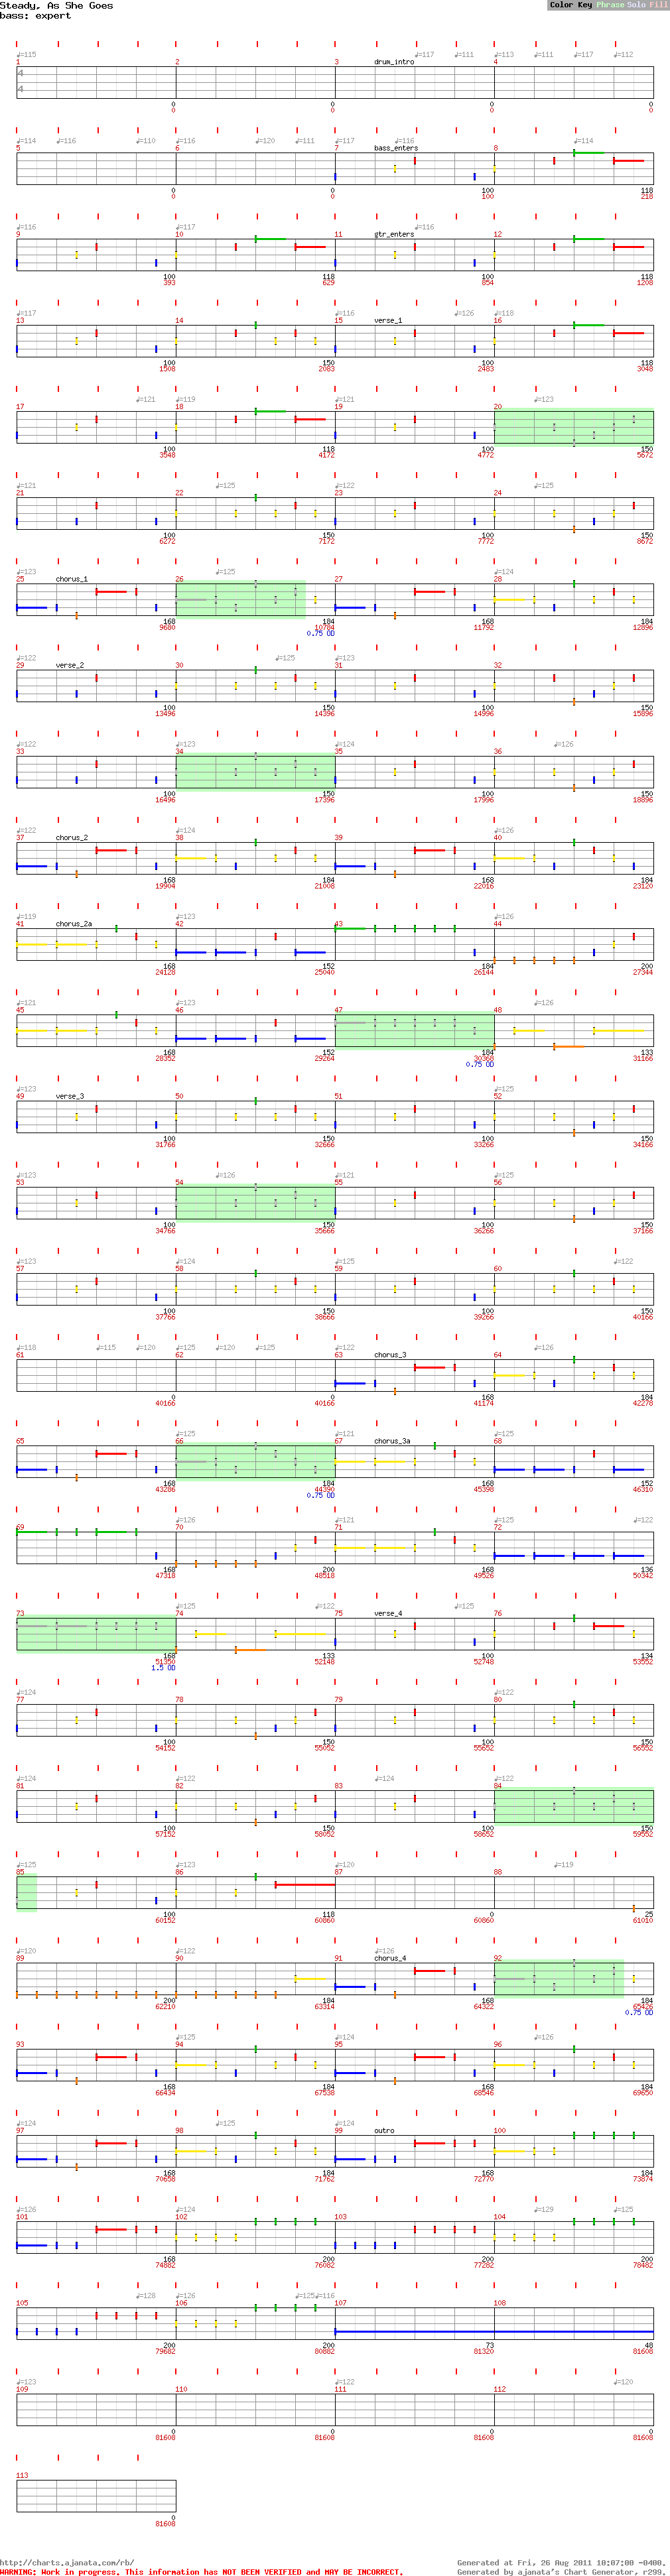 Steady, As She Goes
Color Key Phrase Solo Fill
bass: expert
♩=115 ♩=117 ♩=111 ♩=113 ♩=111 ♩=117 ♩=112
1 2 3 drum_intro 4
4
4
0 0 0 0
0 0 0 0
♩=114 ♩=116 ♩=110 ♩=116 ♩=120 ♩=111 ♩=117 ♩=116 ♩=114
5 6 7 bass_enters 8
0 0 100 118
0 0 100 218
♩=116 ♩=117 ♩=116
9 10 11 gtr_enters 12
100 118 100 118
393 629 854 1208
♩=117 ♩=116 ♩=126 ♩=118
13 14 15 verse_1 16
100 150 100 118
1508 2083 2483 3048
♩=121 ♩=119 ♩=121 ♩=123
17 18 19 20
100 118 100 150
3548 4172 4772 5672
♩=121 ♩=125 ♩=122 ♩=125
21 22 23 24
100 150 100 150
6272 7172 7772 8672
♩=123 ♩=125 ♩=124
25 chorus_1 26 27 28
168 184 168 184
9680 10784 11792 12896
0.75 OD
♩=122 ♩=125 ♩=123
29 verse_2 30 31 32
100 150 100 150
13496 14396 14996 15896
♩=122 ♩=123 ♩=124 ♩=126
33 34 35 36
100 150 100 150
16496 17396 17996 18896
♩=122 ♩=124 ♩=126
37 chorus_2 38 39 40
168 184 168 184
19904 21008 22016 23120
♩=119 ♩=123 ♩=126
41 chorus_2a 42 43 44
168 152 184 200
24128 25040 26144 27344
♩=121 ♩=123 ♩=126
45 46 47 48
168 152 184 133
28352 29264 30368 31166
0.75 OD
♩=123 ♩=125
49 verse_3 50 51 52
100 150 100 150
31766 32666 33266 34166
♩=123 ♩=126 ♩=121 ♩=125
53 54 55 56
100 150 100 150
34766 35666 36266 37166
♩=123 ♩=124 ♩=125 ♩=122
57 58 59 60
100 150 100 150
37766 38666 39266 40166
♩=118 ♩=115 ♩=120 ♩=125 ♩=120 ♩=125 ♩=122 ♩=126
61 62 63 chorus_3 64
0 0 168 184
40166 40166 41174 42278
♩=125 ♩=121
65 66 67 chorus_3a 68
168 184 168 152
43286 44390 45398 46310
0.75 OD
♩=126 ♩=121 ♩=125 ♩=122
69 70 71 72
168 200 168 136
47318 48518 49526 50342
♩=125 ♩=122 ♩=125
73 74 75 verse_4 76
168 133 100 134
51350 52148 52748 53552
1.5 OD
♩=124 ♩=122
77 78 79 80
100 150 100 150
54152 55052 55652 56552
♩=124 ♩=122 ♩=124 ♩=122
81 82 83 84
100 150 100 150
57152 58052 58652 59552
♩=125 ♩=123 ♩=120 ♩=119
85 86 87 88
100 118 0 25
60152 60860 60860 61010
♩=120 ♩=122 ♩=126
89 90 91 chorus_4 92
200 184 168 184
62210 63314 64322 65426
0.75 OD
♩=125 ♩=124 ♩=126
93 94 95 96
168 184 168 184
66434 67538 68546 69650
♩=124 ♩=125 ♩=124
97 98 99 outro 100
168 184 168 184
70658 71762 72770 73874
♩=126 ♩=124 ♩=129 ♩=125
101 102 103 104
168 200 200 200
74882 76082 77282 78482
♩=128 ♩=126 ♩=125 ♩=116
105 106 107 108
200 200 73 48
79682 80882 81320 81608
♩=123 ♩=122 ♩=120
109 110 111 112
0 0 0 0
81608 81608 81608 81608
113
0
81608
http://charts.ajanata.com/rb/ Generated at Fri, 26 Aug 2011 10:07:00 -0400.
WARNING: Work in progress. This information has NOT BEEN VERIFIED and MAY BE INCORRECT. Generated by ajanata's Chart Generator, r299.